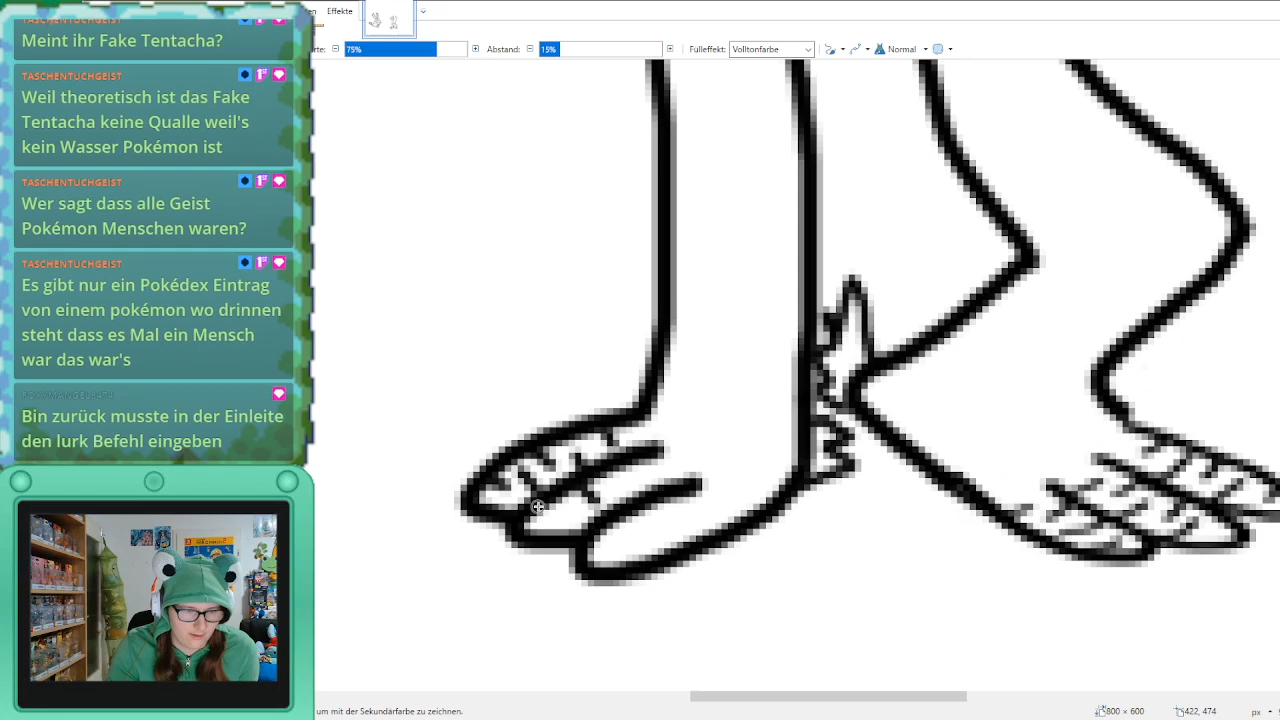 TASCHENTUCHGEIST
Meint ihr Fake Tentacha?
TASCHENTUCHGEIST
Weil theoretisch ist das Fake
Tentacha keine Qualle weil's
kein Wasser Pokémon ist
TASCHENTUCHGEIST
Wer sagt dass alle Geist
Pokémon Menschen waren?
TASCHENTUCHGEIST
Es gibt nur ein Pokédex Eintrag
von einem pokémon wo drinnen
steht dass es Mal ein Mensch
war das war's
Bin zurück musste in der Einleite
den lurk Befehl eingeben
Effekte
75%
Abstand:
15%
Fülleffekt:
Volltonfarbe
Normal
um mit der Sekundärfarbe zu zeichnen.
800 × 600
422, 474
px